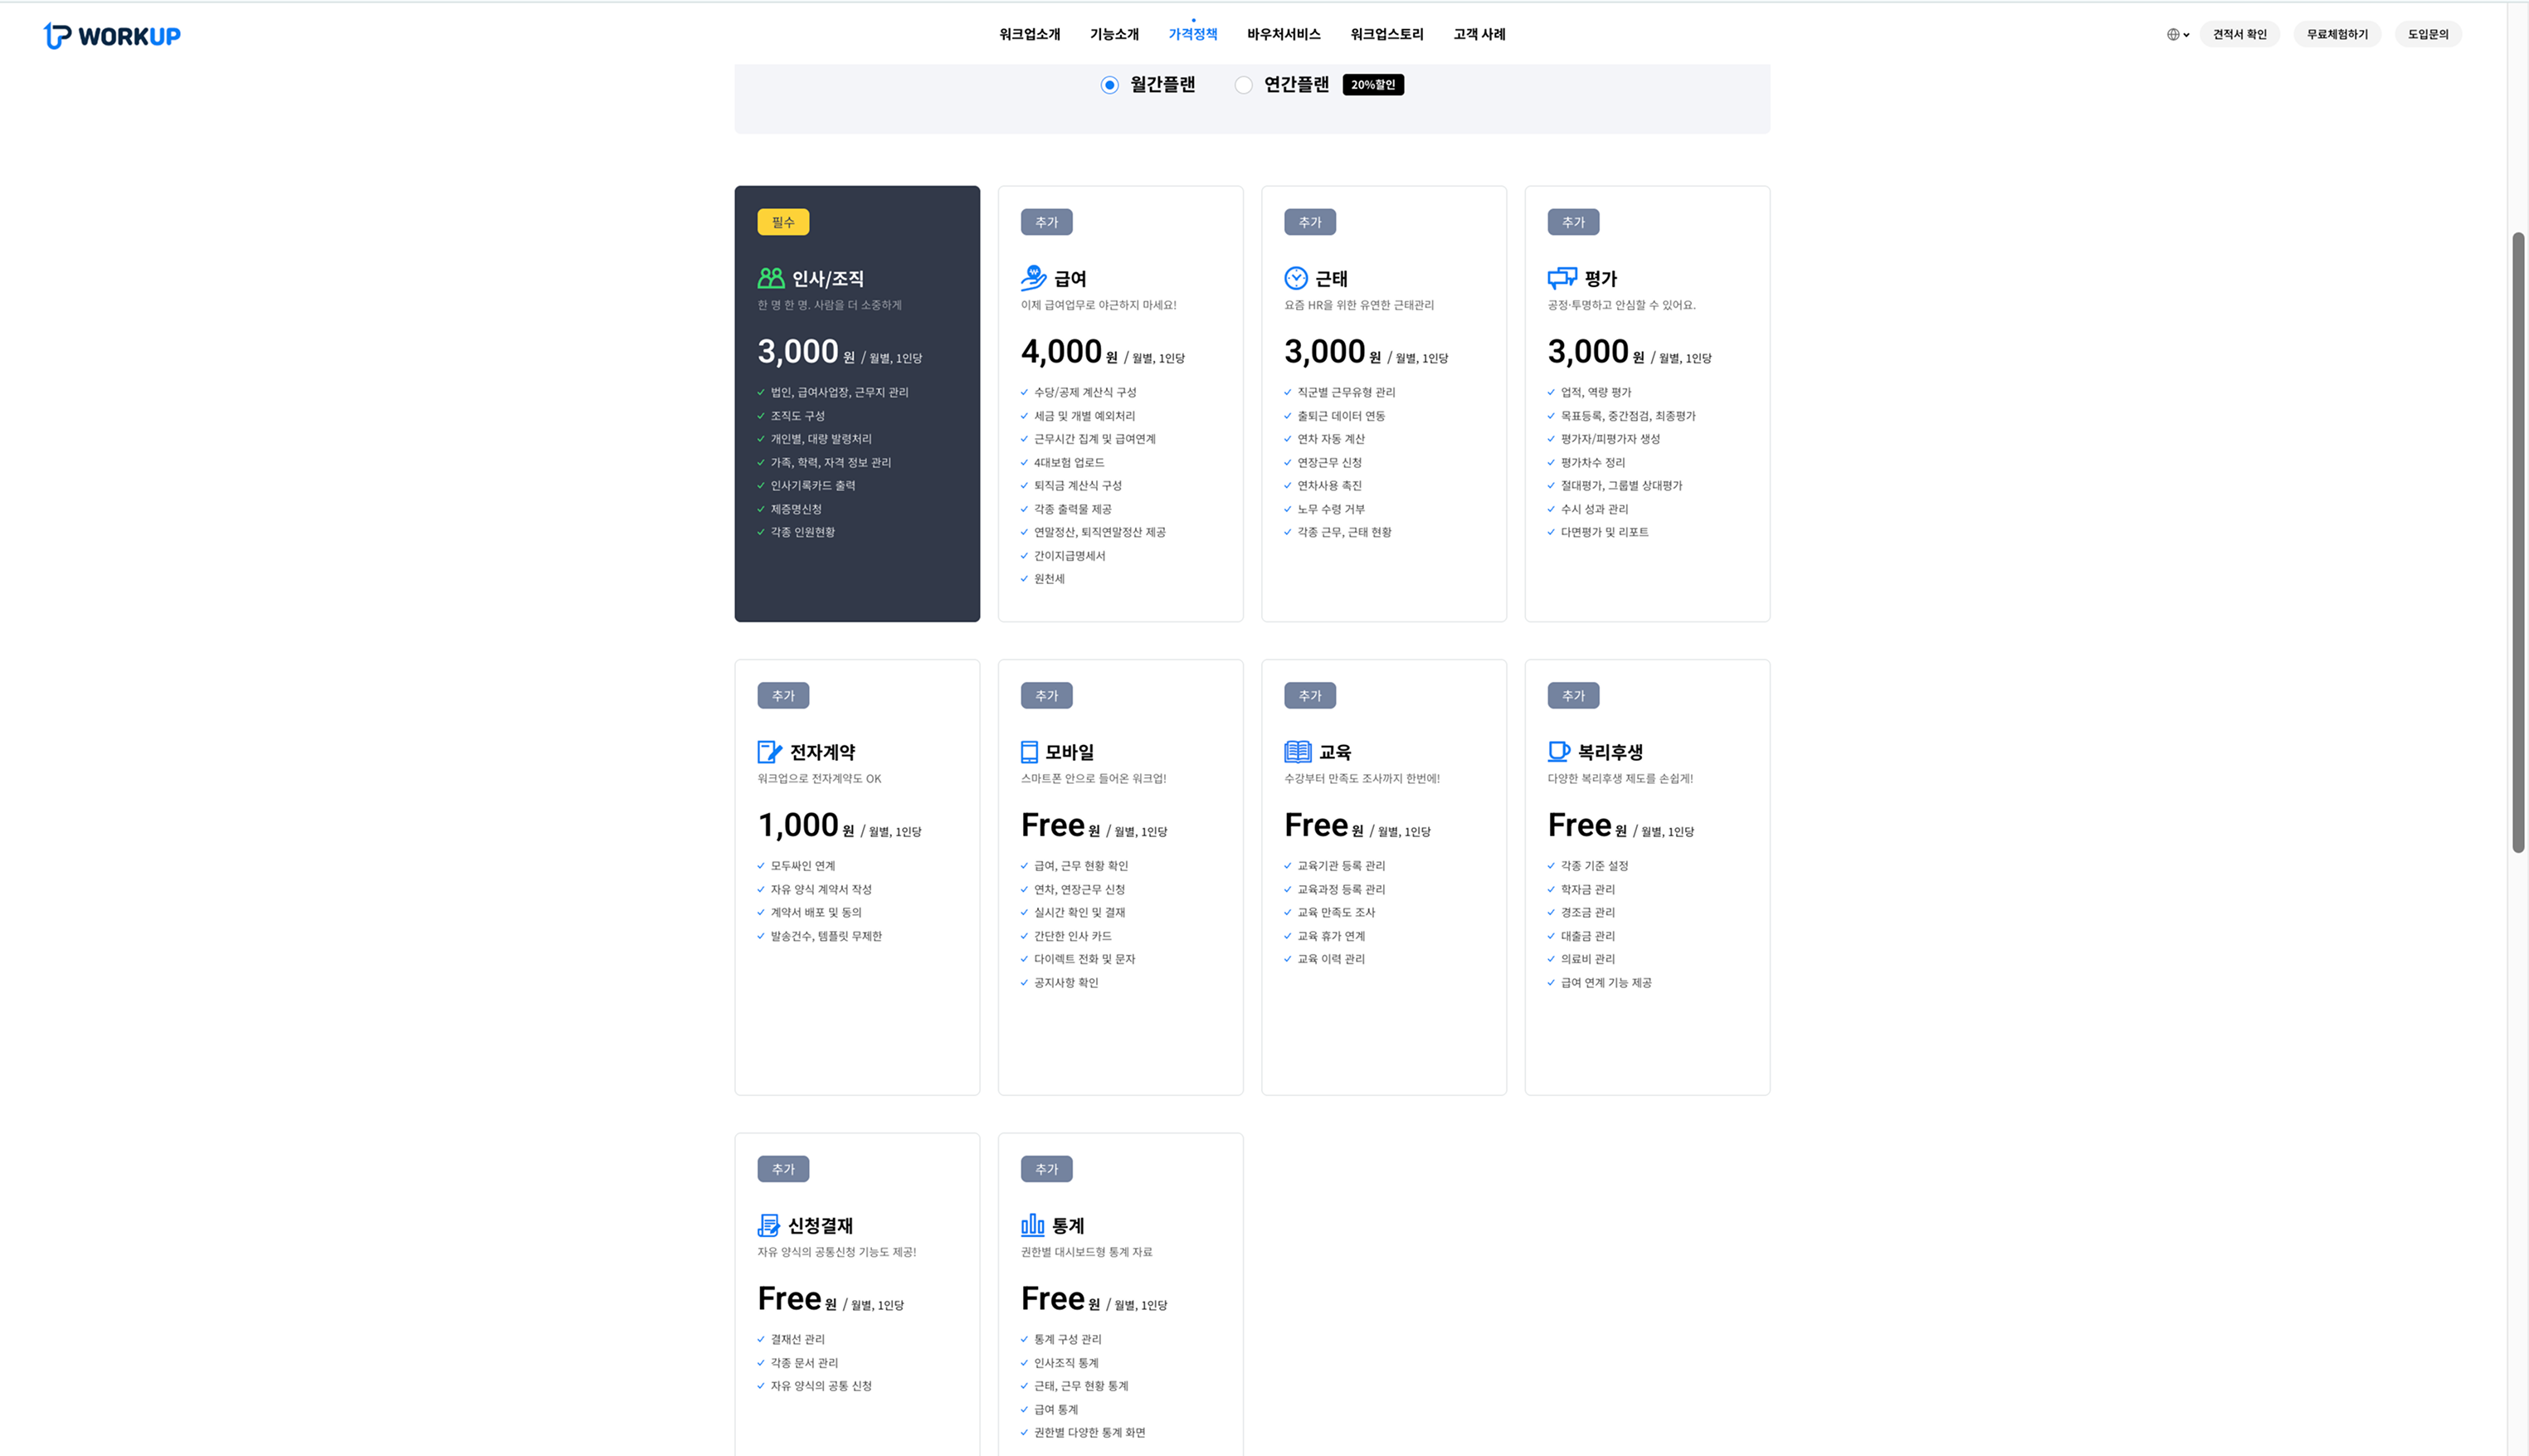 WORKUP
워크업소개 기능소개 가격정책 바우처서비스 워크업스토리 고객 사례
견적서 확인 무료체험하기 도입문의
월간플랜 연간플랜 20%할인
필수
인사/조직
한 명 한 명. 사람을 더 소중하게
3,000 원 / 월별, 1인당
법인, 급여사업장, 근무지 관리
조직도 구성
개인별, 대량 발령처리
가족, 학력, 자격 정보 관리
인사기록카드 출력
제증명신청
각종 인원현황
추가
급여
이제 급여업무로 야근하지 마세요!
4,000 원 / 월별, 1인당
수당/공제 계산식 구성
세금 및 개별 예외처리
근무시간 집계 및 급여연계
4대보험 업로드
퇴직금 계산식 구성
각종 출력물 제공
연말정산, 퇴직연말정산 제공
간이지급명세서
원천세
추가
근태
요즘 HR을 위한 유연한 근태관리
3,000 원 / 월별, 1인당
직군별 근무유형 관리
출퇴근 데이터 연동
연차 자동 계산
연장근무 신청
연차사용 촉진
노무 수령 거부
각종 근무, 근태 현황
추가
평가
공정·투명하고 안심할 수 있어요.
3,000 원 / 월별, 1인당
업적, 역량 평가
목표등록, 중간점검, 최종평가
평가자/피평가자 생성
평가차수 정리
절대평가, 그룹별 상대평가
수시 성과 관리
다면평가 및 리포트
추가
전자계약
워크업으로 전자계약도 OK
1,000 원 / 월별, 1인당
모두싸인 연계
자유 양식 계약서 작성
계약서 배포 및 동의
발송건수, 템플릿 무제한
추가
모바일
스마트폰 안으로 들어온 워크업!
Free 원 / 월별, 1인당
급여, 근무 현황 확인
연차, 연장근무 신청
실시간 확인 및 결재
간단한 인사 카드
다이렉트 전화 및 문자
공지사항 확인
추가
교육
수강부터 만족도 조사까지 한번에!
Free 원 / 월별, 1인당
교육기관 등록 관리
교육과정 등록 관리
교육 만족도 조사
교육 휴가 연계
교육 이력 관리
추가
복리후생
다양한 복리후생 제도를 손쉽게!
Free 원 / 월별, 1인당
각종 기준 설정
학자금 관리
경조금 관리
대출금 관리
의료비 관리
급여 연계 기능 제공
추가
신청결재
자유 양식의 공통신청 기능도 제공!
Free 원 / 월별, 1인당
결재선 관리
각종 문서 관리
자유 양식의 공통 신청
추가
통계
권한별 대시보드형 통계 자료
Free 원 / 월별, 1인당
통계 구성 관리
인사조직 통계
근태, 근무 현황 통계
급여 통계
권한별 다양한 통계 화면